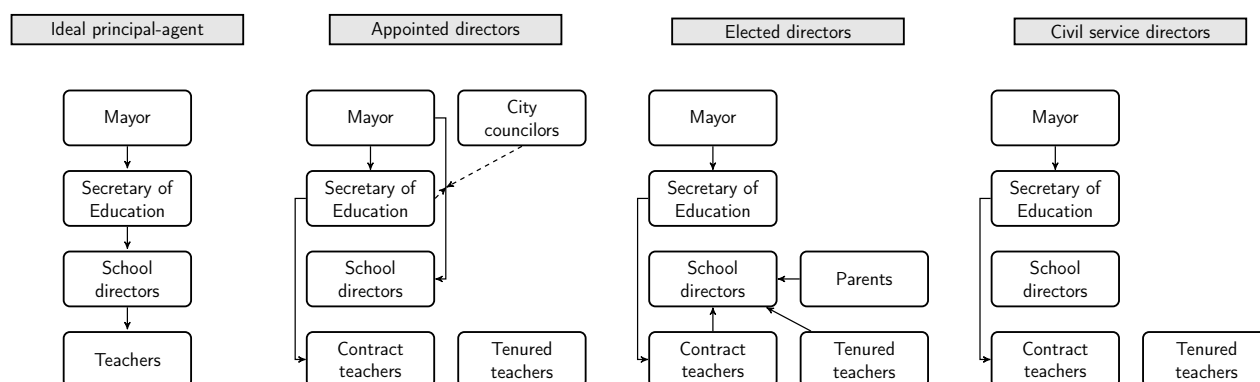 Ideal principal-agent
Appointed directors
Elected directors
Civil service directors
Mayor
Mayor
City
councilors
Mayor
Mayor
Secretary of
Education
Secretary of
Education
Secretary of
Education
Secretary of
Education
School
directors
School
directors
School
directors
Parents
School
directors
Teachers
Contract
teachers
Tenured
teachers
Contract
teachers
Tenured
teachers
Contract
teachers
Tenured
teachers